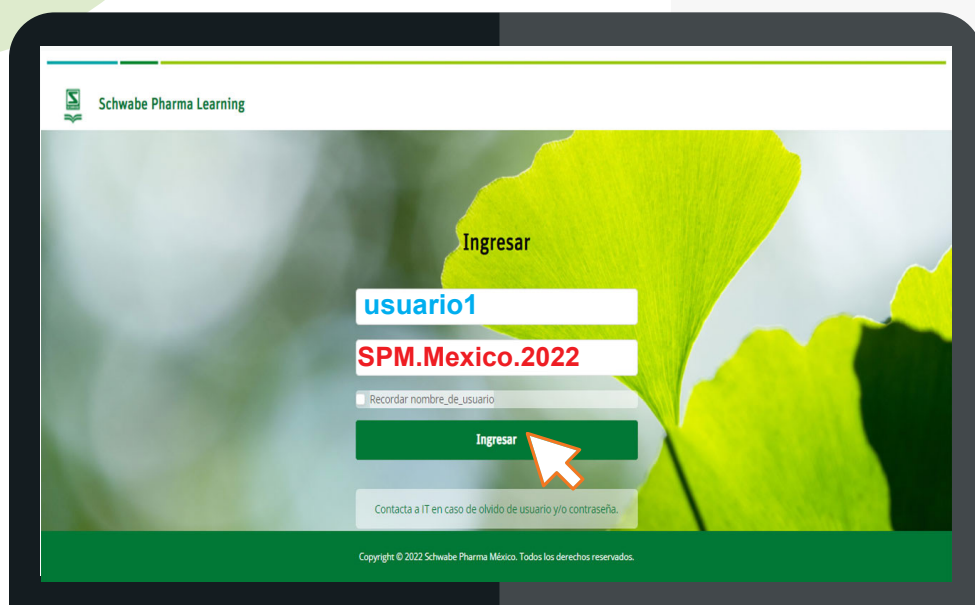 Schwabe Pharma Learning
Ingresar
usuario1
SPM.Mexico.2022
Recordar nombre_de_usuario
Ingresar
Contacta a IT en caso de olvido de usuario y/o contraseña.
Copyright © 2022 Schwabe Pharma México. Todos los derechos reservados.